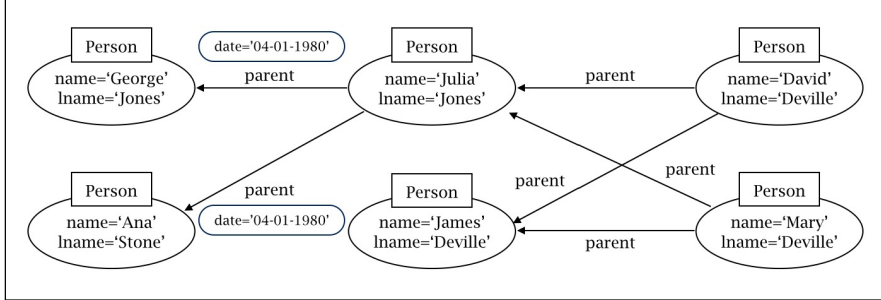 Person
name=‘George’
lname=‘Jones’
date='04-01-1980'
parent
Person
name=‘Julia’
lname=‘Jones’
parent
Person
name=‘David’
lname=‘Deville’
parent
parent
parent
Person
name=‘Ana’
lname=‘Stone’
date='04-01-1980'
Person
name=‘James’
lname=‘Deville’
parent
Person
name=‘Mary’
lname=‘Deville’